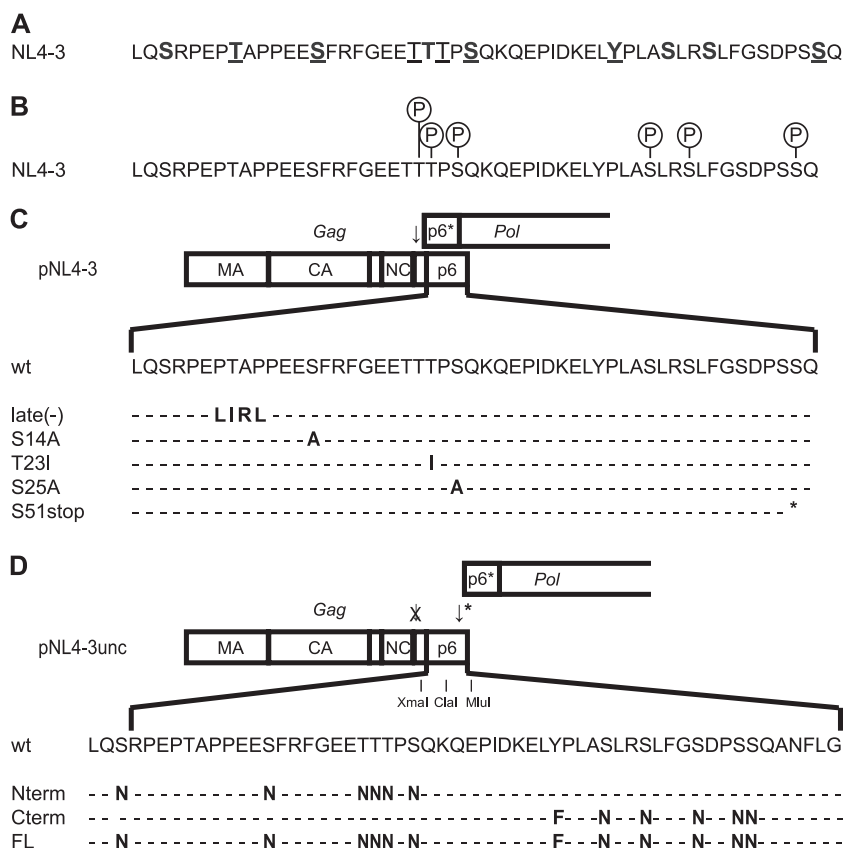 A
NL4-3 LQSRPEPTAPPEESFRFGEETTTPSQKQEPIDKELYPLASLRSLFGSDPSSQ
B
P
P P P P P
NL4-3 LQSRPEPTAPPEESFRFGEETTTPSQKQEPIDKELYPLASLRSLFGSDPSSQ
C
Gag ↓ p6* Pol
pNL4-3 MA CA NC p6
wt LQSRPEPTAPPEESFRFGEETTTPSQKQEPIDKELYPLASLRSLFGSDPSSQ
late(-) ------LIRL------------------------------------------
S14A -------------A--------------------------------------
T23I ----------------------I-----------------------------
S25A ------------------------A---------------------------
S51stop --------------------------------------------------*
D
p6* Pol
Gag ↓ ↓*
pNL4-3unc MA CA NC p6
XmaI ClaI MluI
wt LQSRPEPTAPPEESFRFGEETTTPSQKQEPIDKELYPLASLRSLFGSDPSSQANFLG
Nterm --N----------N------NNN-N--------------------------------
Cterm -----------------------------------F---N--N---N--NN------
FL --N----------N------NNN-N----------F---N--N---N--NN------